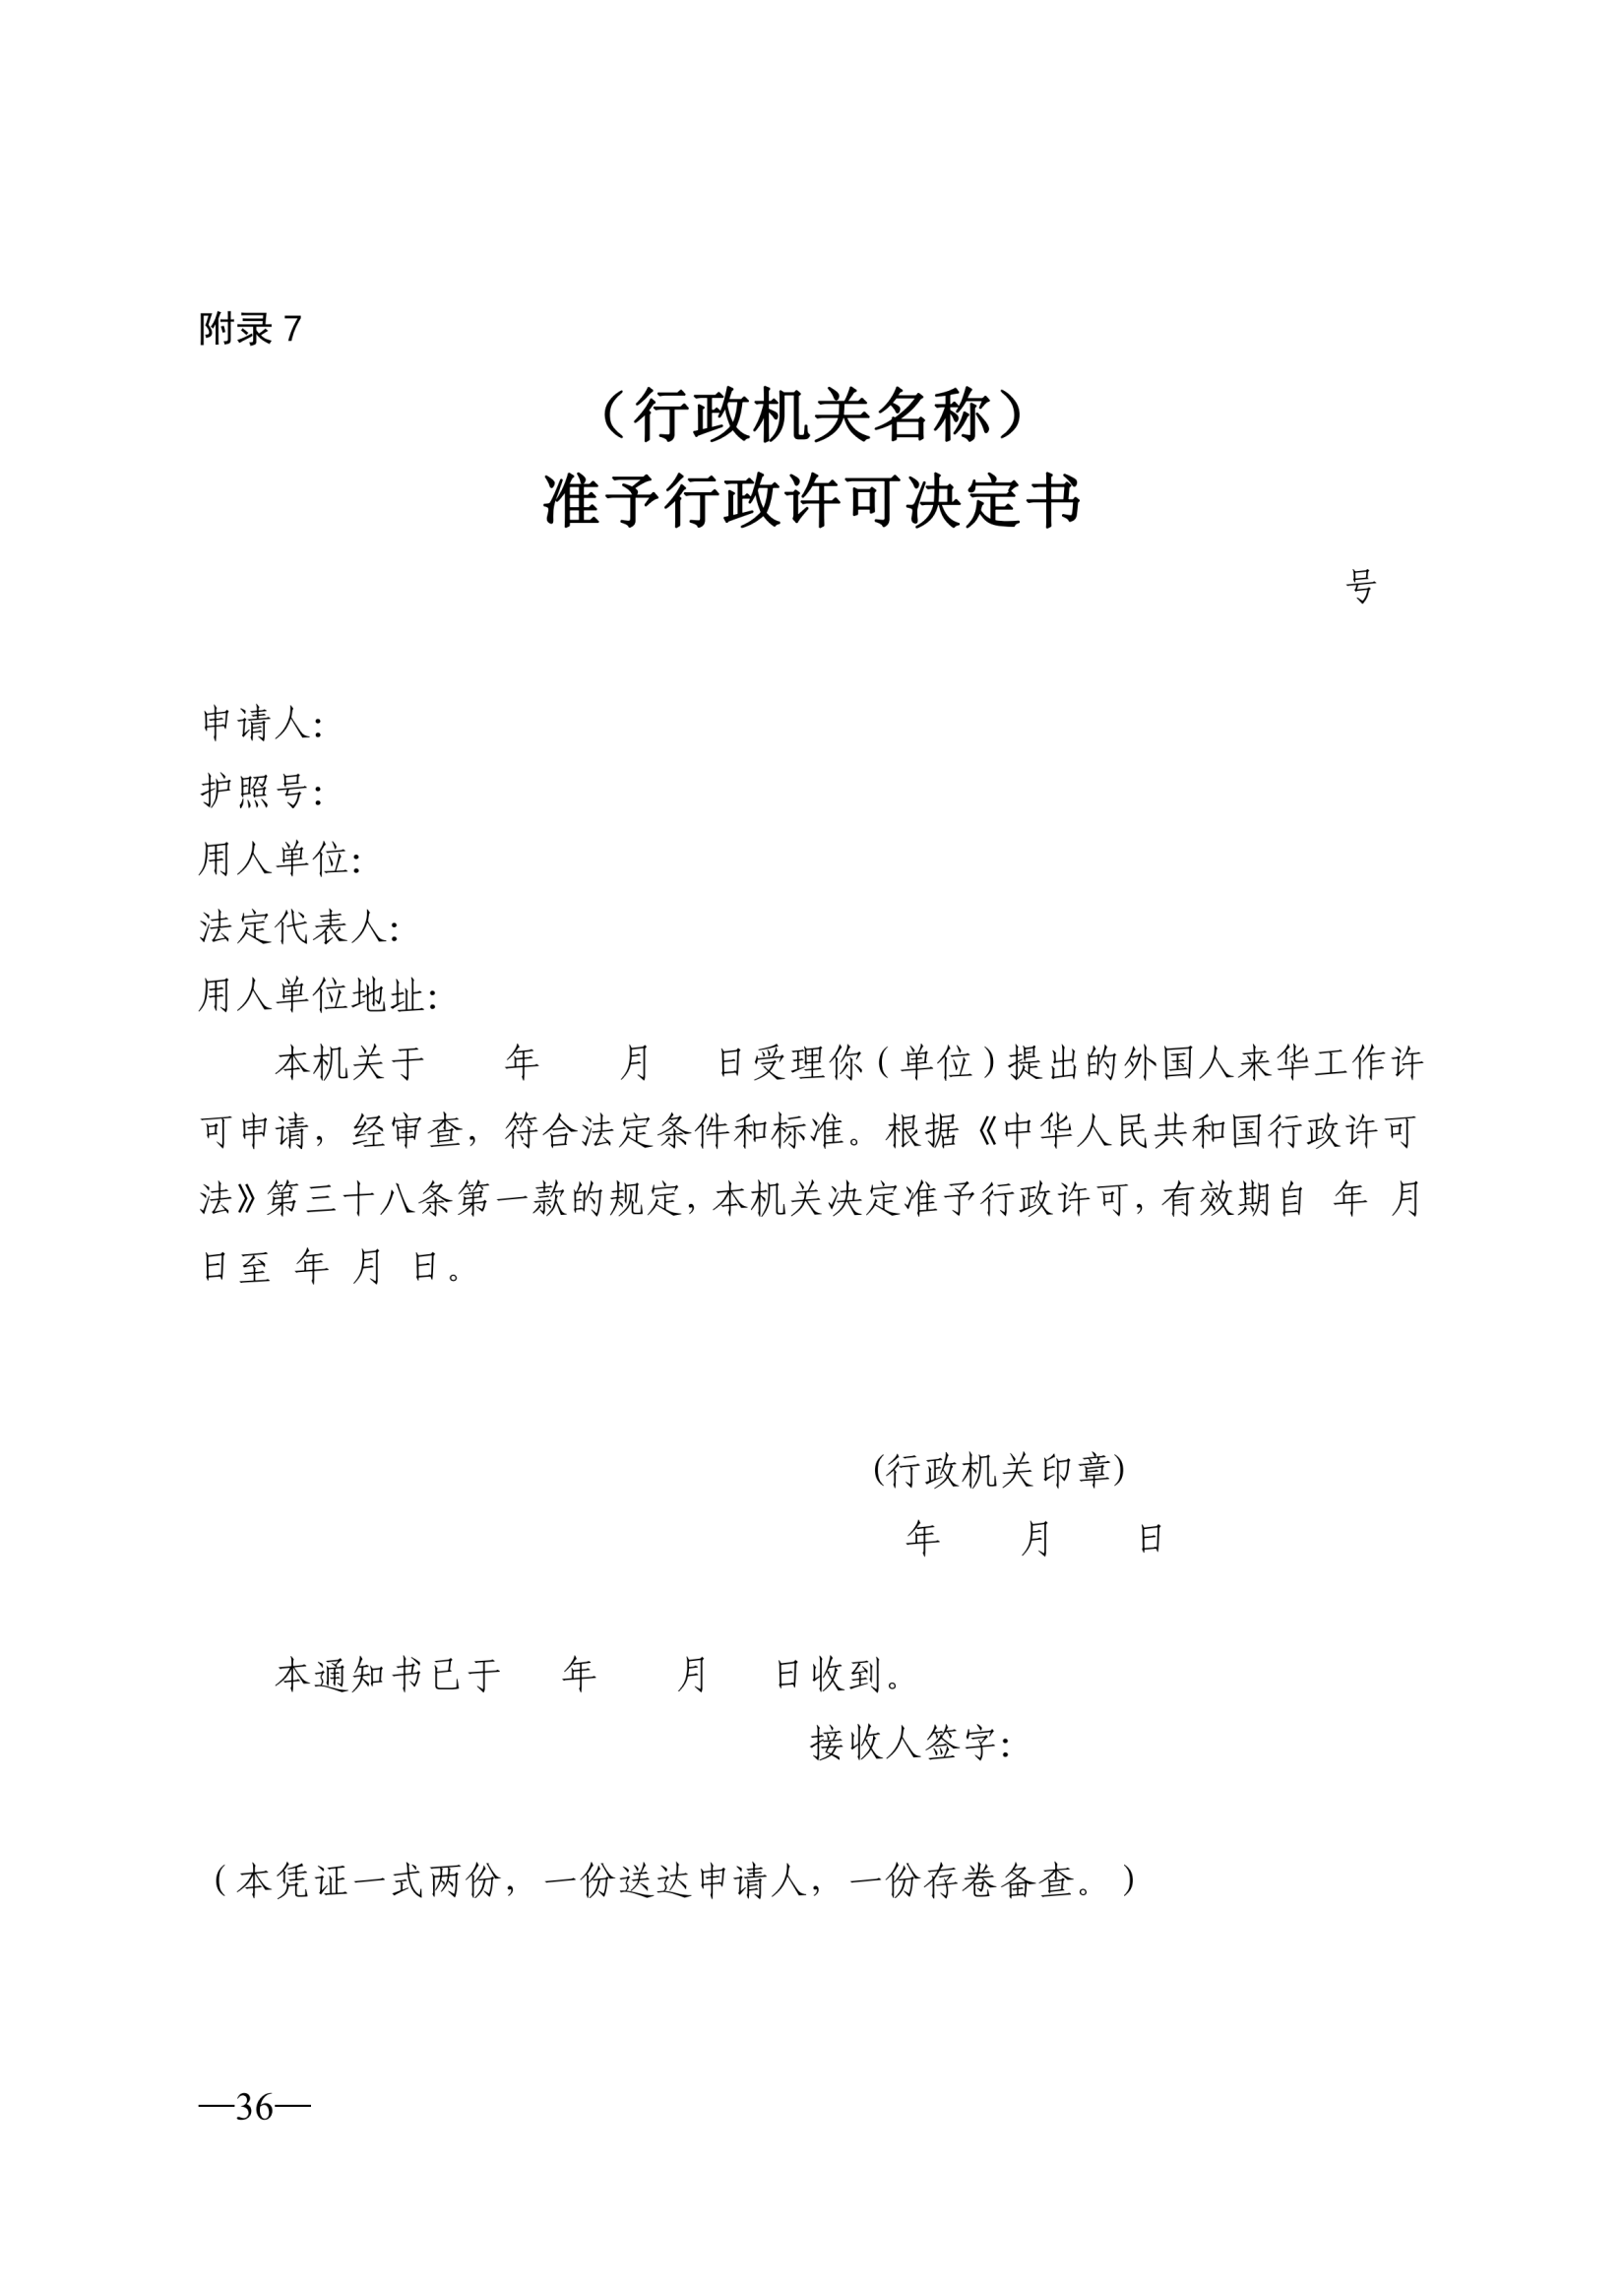 附录 7
（行政机关名称）
准予行政许可决定书
号
申请人：
护照号：
用人单位：
法定代表人：
用人单位地址：
本机关于 年 月 日受理你（单位）提出的外国人来华工作许
可申请，经审查，符合法定条件和标准。根据《中华人民共和国行政许可
法》第三十八条第一款的规定，本机关决定准予行政许可，有效期自 年 月
日至 年 月 日。
(行政机关印章)
年 月 日
本通知书已于 年 月 日收到。
接收人签字：
（本凭证一式两份，一份送达申请人，一份存卷备查。）
—36—